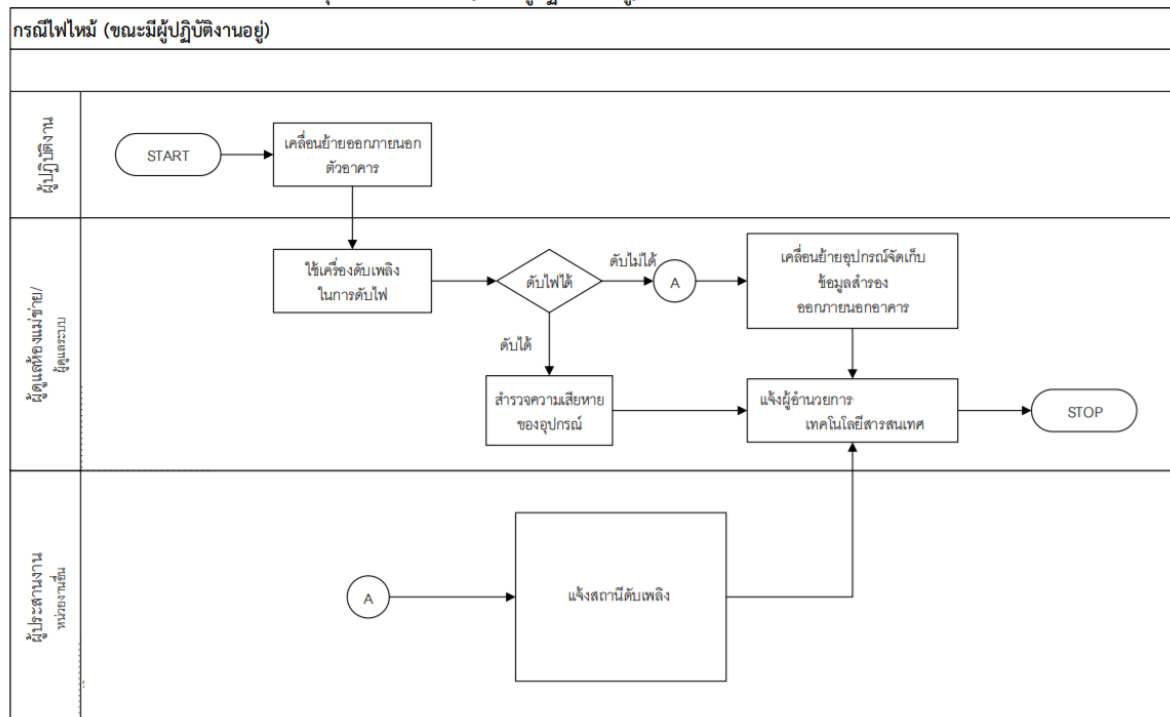 กรณีไฟไหม้ (ขณะมีผู้ปฏิบัติงานอยู่)
ผู้ปฏิบัติงาน
START
เคลื่อนย้ายออกภายนอก
ตัวอาคาร
ผู้ดูแลห้องแม่ข่าย/
ผู้ดูแลระบบ
ใช้เครื่องดับเพลิง
ในการดับไฟ
ดับไฟได้
ดับไม่ได้
A
เคลื่อนย้ายอุปกรณ์จัดเก็บ
ข้อมูลสำรอง
ออกภายนอกอาคาร
ดับได้
สำรวจความเสียหาย
ของอุปกรณ์
แจ้งผู้อำนวยการ
เทคโนโลยีสารสนเทศ
STOP
ผู้ประสานงาน
หน่วยงานอื่น
A
แจ้งสถานีดับเพลิง